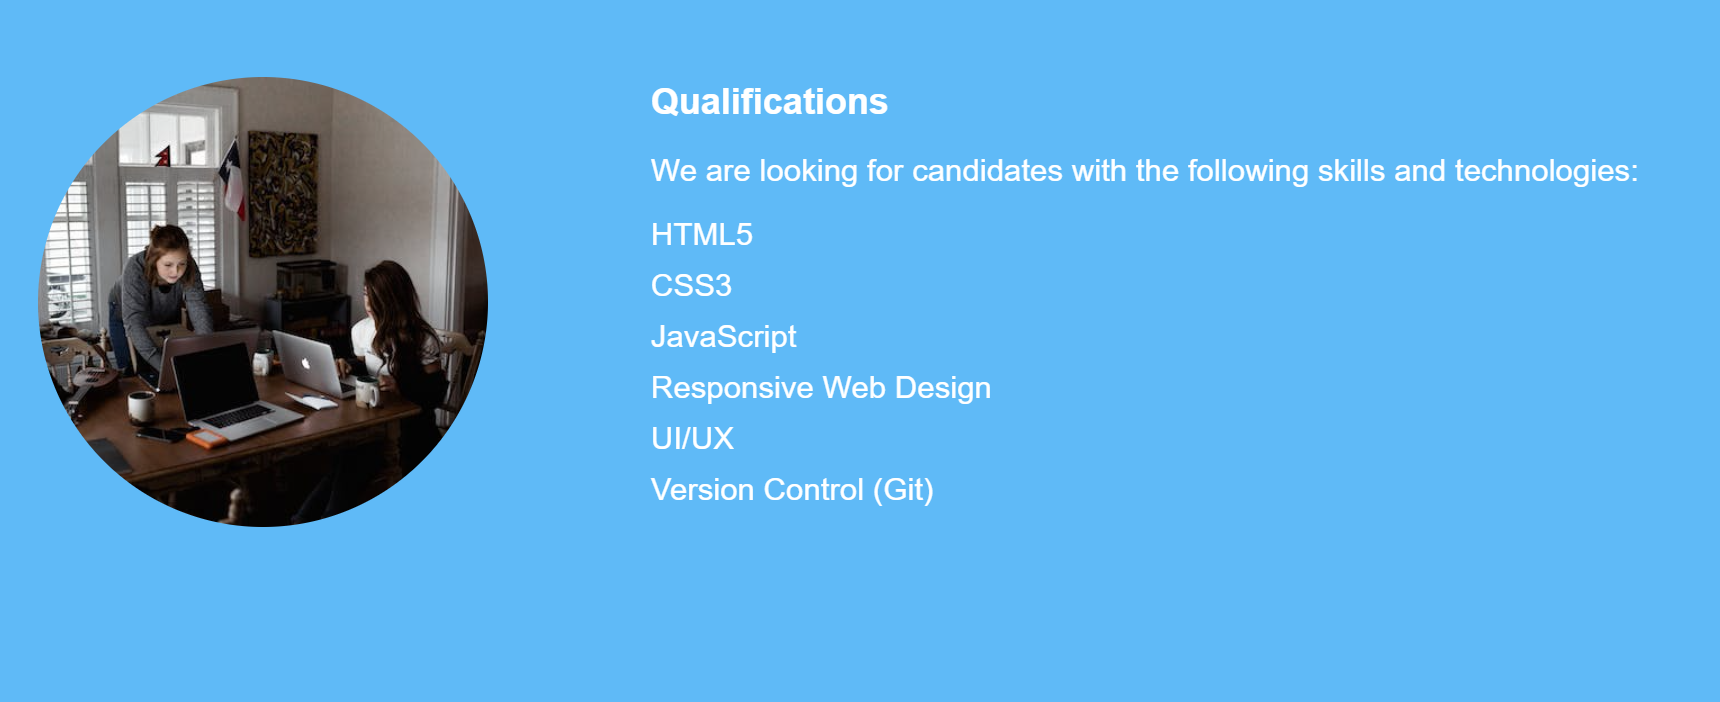 Qualifications
We are looking for candidates with the following skills and technologies:
HTML5
CSS3
JavaScript
Responsive Web Design
UI/UX
Version Control (Git)